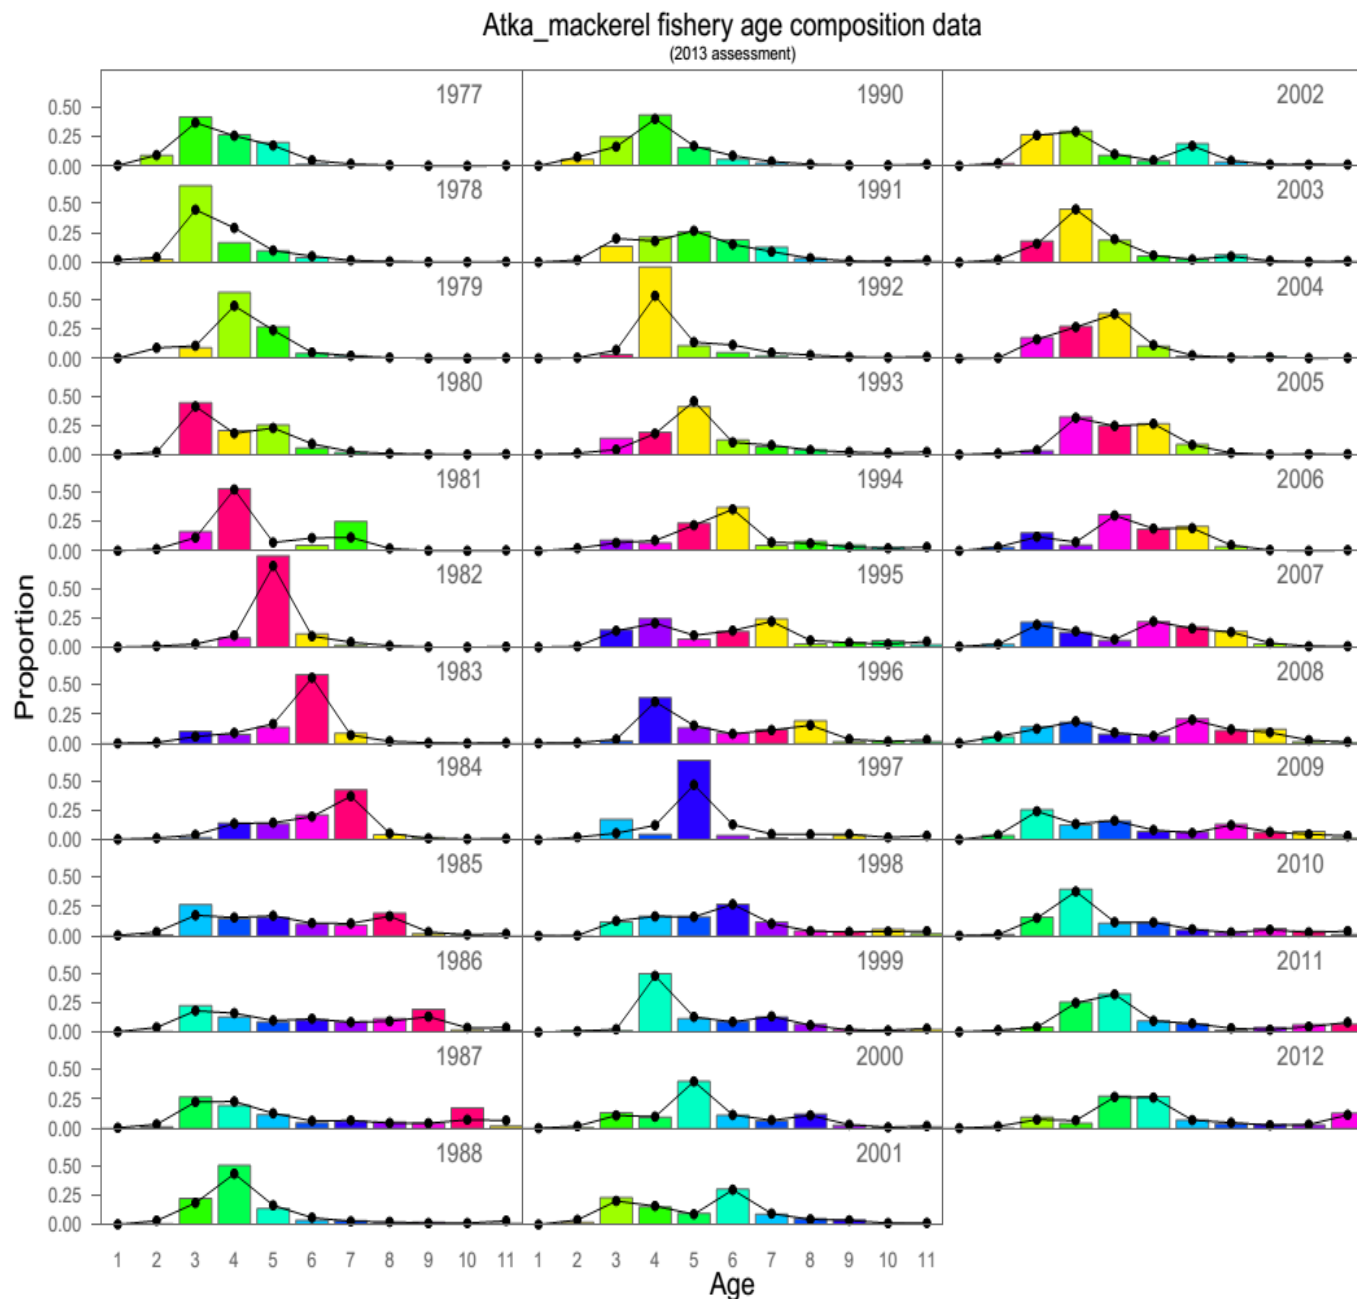 Atka_mackerel fishery age composition data
(2013 assessment)
Proportion
0.50 1977 1990 2002
0.25
0.00
0.50 1978 1991 2003
0.25
0.00
0.50 1979 1992 2004
0.25
0.00
0.50 1980 1993 2005
0.25
0.00
0.50 1981 1994 2006
0.25
0.00
0.50 1982 1995 2007
0.25
0.00
0.50 1983 1996 2008
0.25
0.00
0.50 1984 1997 2009
0.25
0.00
0.50 1985 1998 2010
0.25
0.00
0.50 1986 1999 2011
0.25
0.00
0.50 1987 2000 2012
0.25
0.00
0.50 1988 2001
0.25
0.00
1 2 3 4 5 6 7 8 9 10 11 1 2 3 4 5 6 7 8 9 10 11
Age